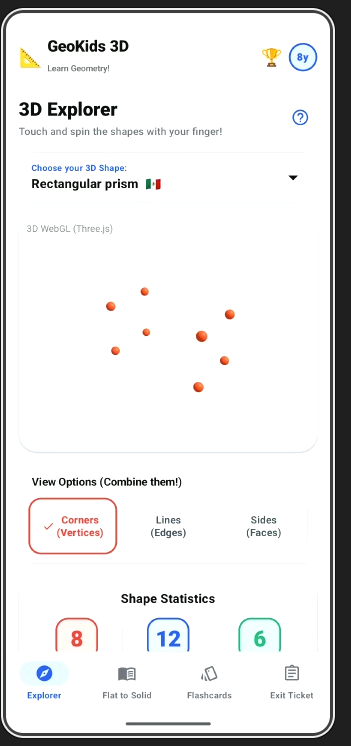 GeoKids 3D
Learn Geometry!
8y
3D Explorer
Touch and spin the shapes with your finger!
Choose your 3D Shape:
Rectangular prism 🇲🇽
3D WebGL (Three.js)
View Options (Combine them!)
Corners
(Vertices)
Lines
(Edges)
Sides
(Faces)
Shape Statistics
8 12 6
Explorer Flat to Solid Flashcards Exit Ticket